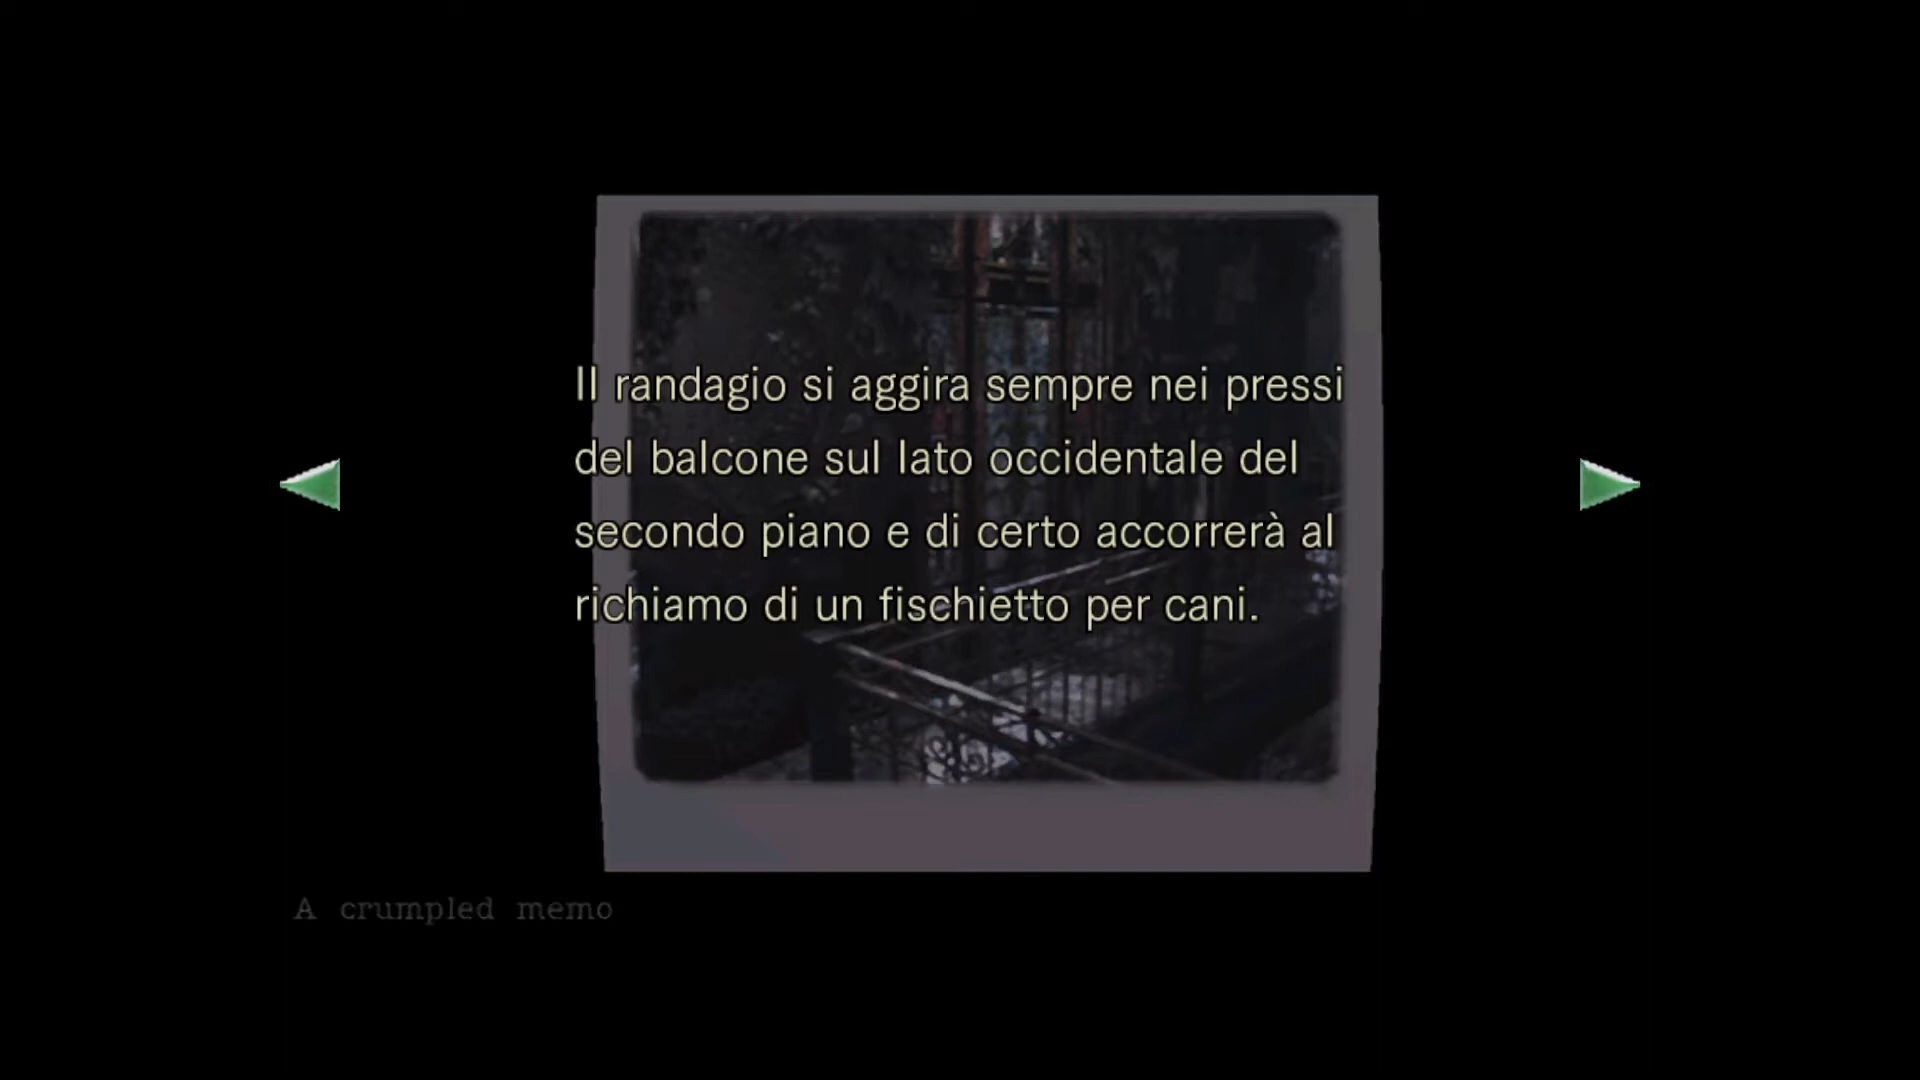 Il randagio si aggira sempre nei pressi
del balcone sul lato occidentale del
secondo piano e di certo accorrerà al
richiamo di un fischietto per cani.
A crumpled memo